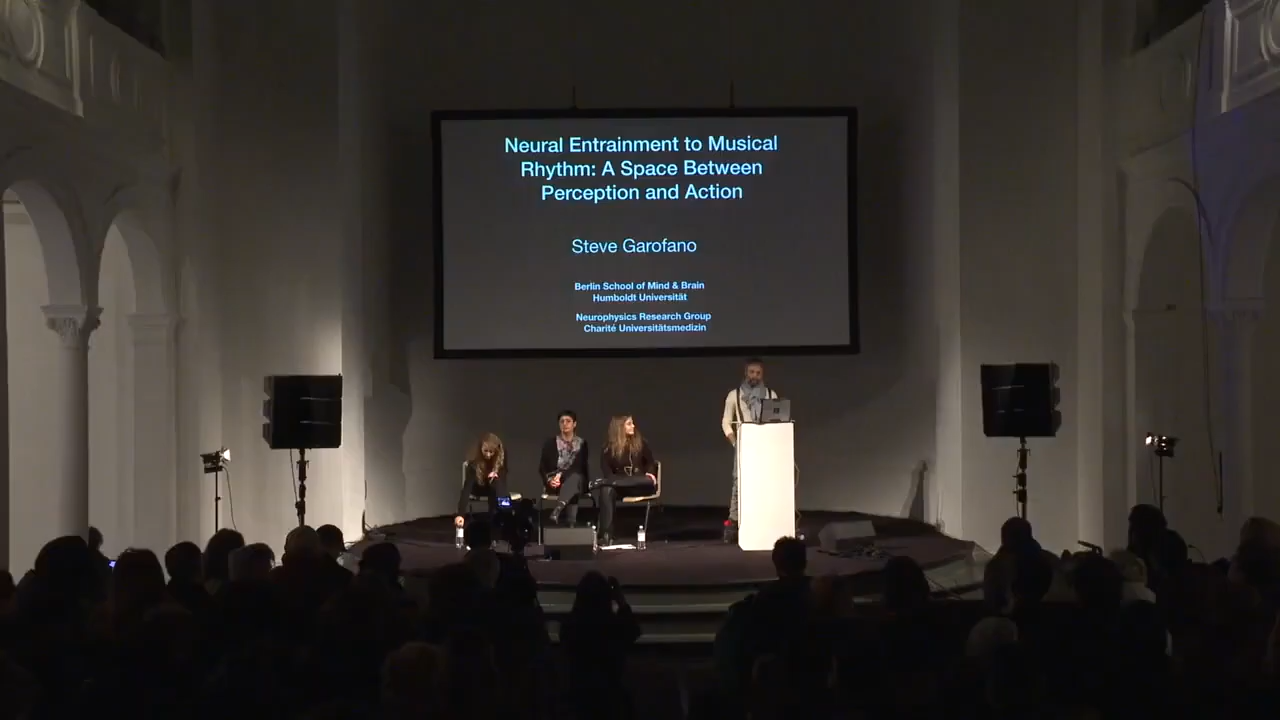 Neural Entrainment to Musical
Rhythm: A Space Between
Perception and Action
Steve Garofano
Berlin School of Mind & Brain
Humboldt Universität
Neurophysics Research Group
Charité Universitätsmedizin